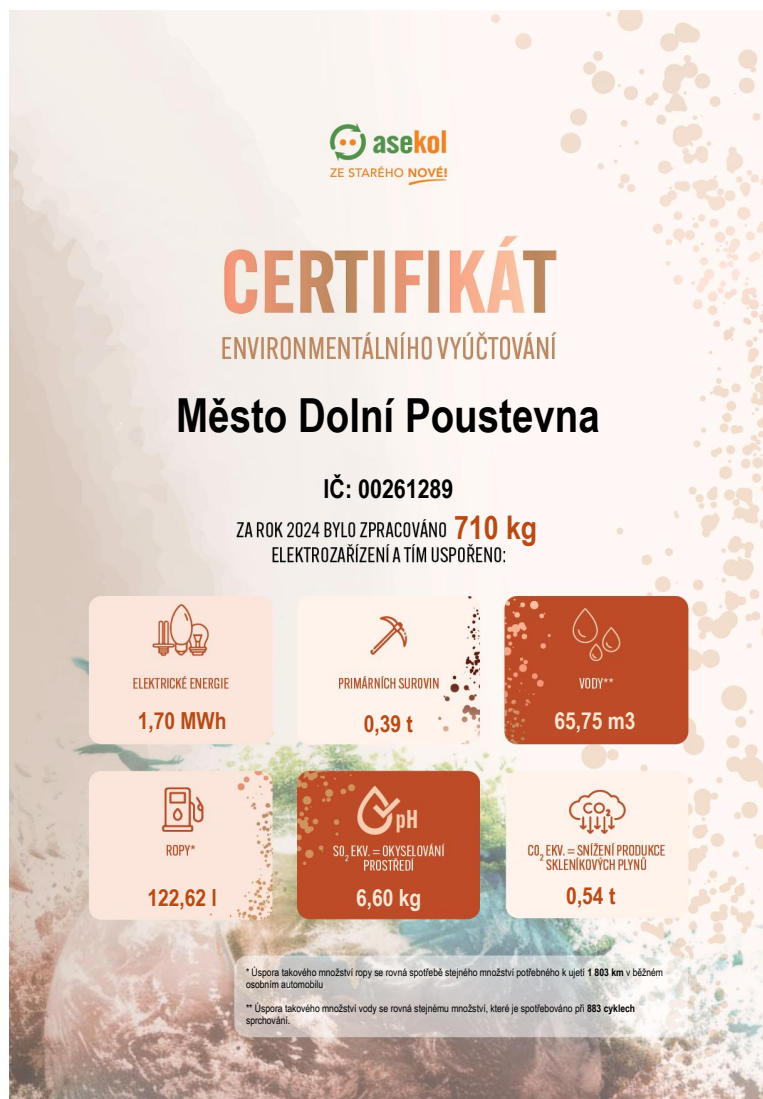 asekol
ZE STARÉHO NOVÉ!
CERTIFIKÁT
ENVIRONMENTÁLNÍHO VYÚČTOVÁNÍ
Město Dolní Poustevna
IČ: 00261289
ZA ROK 2024 BYLO ZPRACOVÁNO 710 kg
ELEKTROZAŘÍZENÍ A TÍM USPOŘENO:
ELEKTRICKÉ ENERGIE
1,70 MWh
PRIMÁRNÍCH SUROVIN
0,39 t
VODY**
65,75 m3
ROPY*
122,62 l
pH
SO2 EKV. = OKYSELOVÁNÍ
PROSTŘEDÍ
6,60 kg
CO2
CO2 EKV. = SNÍŽENÍ PRODUKCE
SKLENÍKOVÝCH PLYNŮ
0,54 t
* Úspora takového množství ropy se rovná spotřebě stejného množství potřebného k ujetí 1 803 km v běžném
osobním automobilu
** Úspora takového množství vody se rovná stejnému množství, které je spotřebováno při 883 cyklech
sprchování.